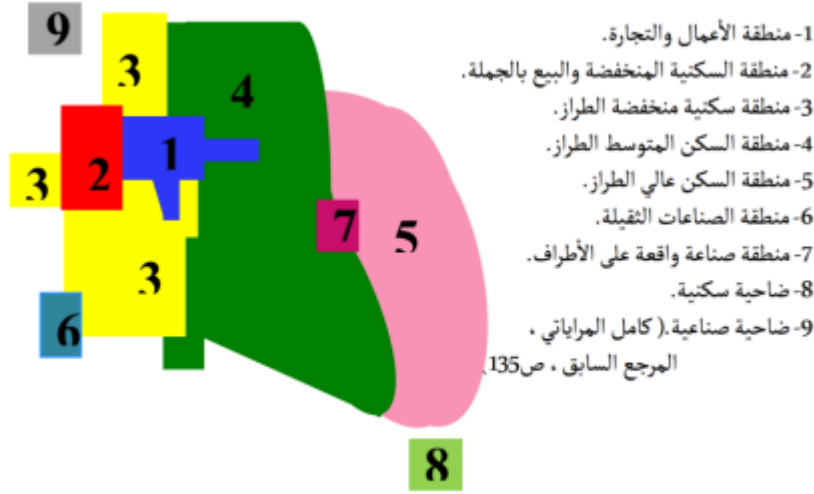 9
3
4
1
2
3
7
5
3
6
8
1- منطقة الأعمال والتجارة.
2- منطقة السكنية المنخفضة والبيع بالجملة.
3- منطقة سكنية منخفضة الطراز.
4- منطقة السكن المتوسط الطراز.
5- منطقة السكن عالي الطراز.
6- منطقة الصناعات الثقيلة.
7- منطقة صناعة واقعة على الأطراف.
8- ضاحية سكنية.
9- ضاحية صناعية.( كامل المراياتي ،
المرجع السابق ، ص135